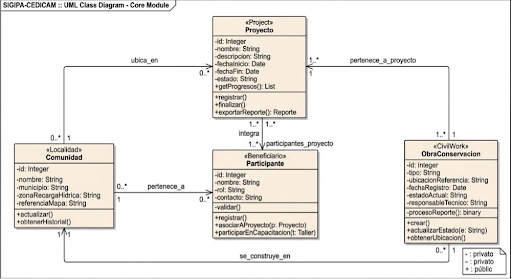 SIGIPA-CEDICAM :: UML Class Diagram - Core Module
«Project»
Proyecto
-id: Integer
-nombre: String
-descripcion: String
-fechaInicio: Date
-fechaFin: Date
-estado: String
+getProgresos(): List
+registrar()
+finalizar()
+exportarReporte(): Reporte
ubica_en
0..*
1..*
1
pertenece_a_proyecto
1..*
1..*
integra
participantes_proyecto
1..*
0..*
1
1..*
1
«Localidad»
Comunidad
-id: Integer
-nombre: String
-municipio: String
-zonaRecargaHidrica: String
-referenciaMapa: String
+actualizar()
+obtenerHistorial()
0..*
pertenece_a
1
0..*
«Beneficiario»
Participante
-id: Integer
-nombre: String
-rol: String
-contacto: String
-validar()
+registrar()
+asociarAProyecto(p: Proyecto)
+participarEnCapacitacion(t: Taller)
«CivilWork»
ObraConservacion
-id: Integer
-tipo: String
-ubicacionReferencia: String
-fechaRegistro: Date
-estadoActual: String
-responsableTecnico: String
-procesoReporte(): binary
+crear()
+actualizarEstado(e: String)
+obtenerUbicacion()
1
se_construye_en
0..*
1
- : privato
– : privato
+ : público